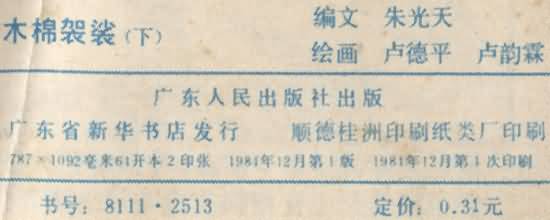 木棉袈裟(下)
编文 朱光天
绘画 卢德平 卢韵霖
广东人民出版社出版
广东省新华书店发行 顺德桂洲印刷纸类厂印刷
787×1092毫米64开本 2印张 1984年12月第1版 1984年12月第1次印刷
书号：8111·2513 定价：0.31元